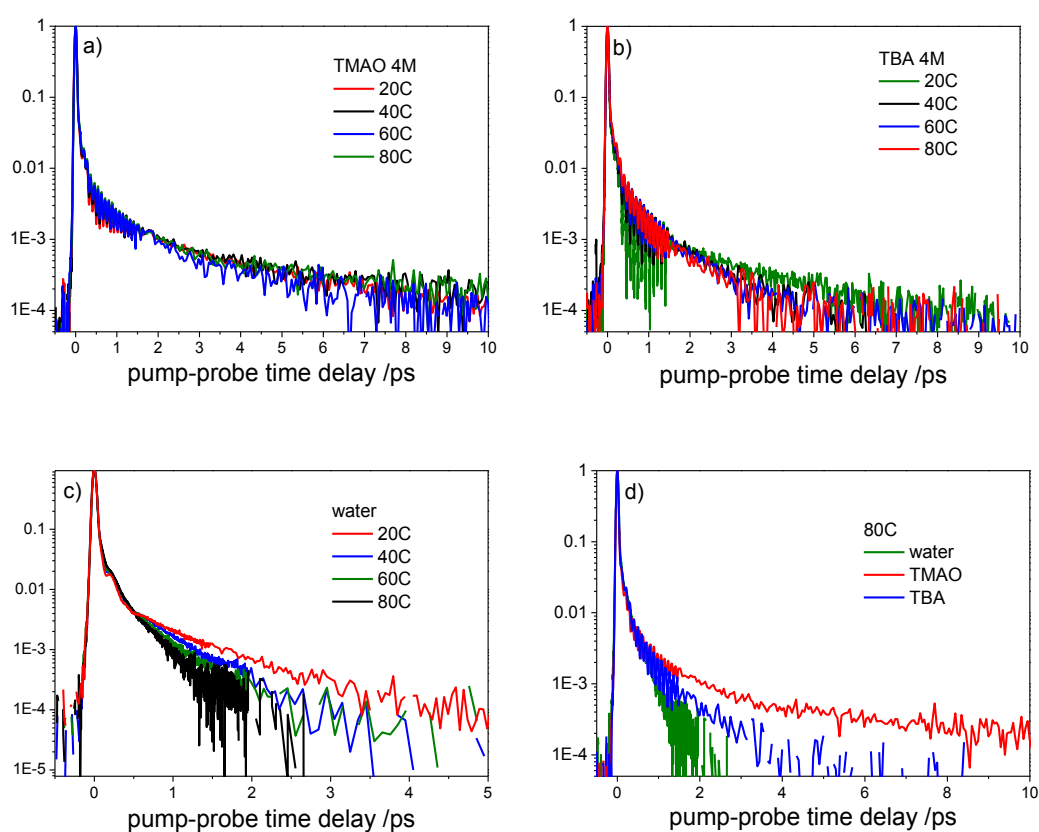 a)
TMAO 4M
20C
40C
60C
80C
1
0.1
0.01
1E-3
1E-4
0 1 2 3 4 5 6 7 8 9 10
pump-probe time delay /ps
b)
TBA 4M
20C
40C
60C
80C
1
0.1
0.01
1E-3
1E-4
0 1 2 3 4 5 6 7 8 9 10
pump-probe time delay /ps
c)
water
20C
40C
60C
80C
0.1
0.01
1E-3
1E-4
1E-5
0 1 2 3 4 5
pump-probe time delay /ps
d)
80C
water
TMAO
TBA
1
0.1
0.01
1E-3
1E-4
0 2 4 6 8 10
pump-probe time delay /ps